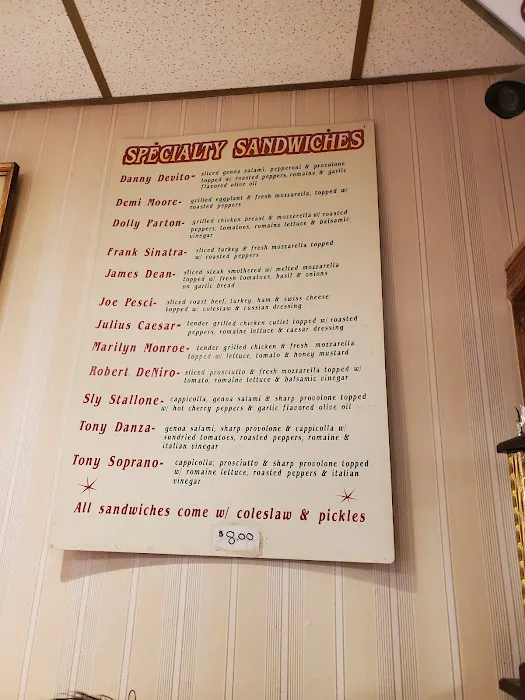 SPECIALTY SANDWICHES
Danny Devito- sliced genoa salami, pepperoni & provolone
topped w/ roasted peppers, romaine & garlic
flavored olive oil
Demi Moore- grilled eggplant & fresh mozzarella, topped w/
roasted peppers
Dolly Parton- grilled chicken breast & mozzerella w/ roasted
peppers, tomatoes, romaine lettuce & balsamic
vinegar
Frank Sinatra- sliced turkey & fresh mozzarella topped
w/ roasted peppers
James Dean- sliced steak smothered w/ melted mozzarella
topped w/ fresh tomatoes, basil & onions
on garlic bread
Joe Pesci- sliced roast beef, turkey, ham & swiss cheese
topped w/ coleslaw & russian dressing
Julius Caesar- tender grilled chicken cutlet topped w/ roasted
peppers, romaine lettuce & caesar dressing
Marilyn Monroe- tender grilled chicken & fresh mozzarella
topped w/ lettuce, tomato & honey mustard
Robert DeNiro- sliced prosciutto & fresh mozzarella topped w/
tomato, romaine lettuce & balsamic vinegar
Sly Stallone- cappicolla, genoa salami & sharp provolone topped
w/ hot cherry peppers & garlic flavored olive oil
Tony Danza- genoa salami, sharp provolone & cappicolla w/
sundried tomatoes, roasted peppers, romaine &
italian vinegar
Tony Soprano- cappicolla, prosciutto & sharp provolone topped
w/ romaine lettuce, roasted peppers & italian
vinegar
All sandwiches come w/ coleslaw & pickles
$8.00